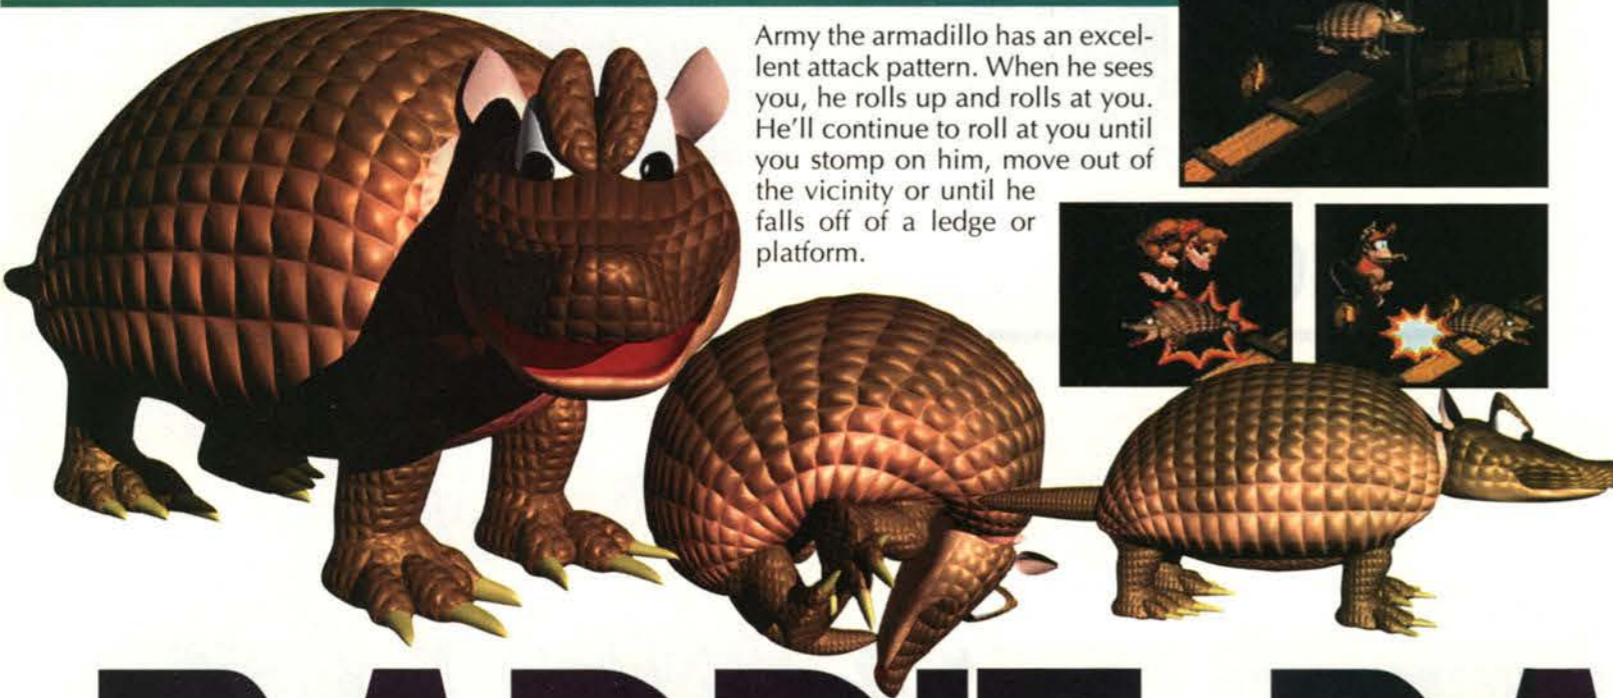 Army the armadillo has an excel-
lent attack pattern. When he sees
you, he rolls up and rolls at you.
He'll continue to roll at you until
you stomp on him, move out of
the vicinity or until he
falls off of a ledge or
platform.